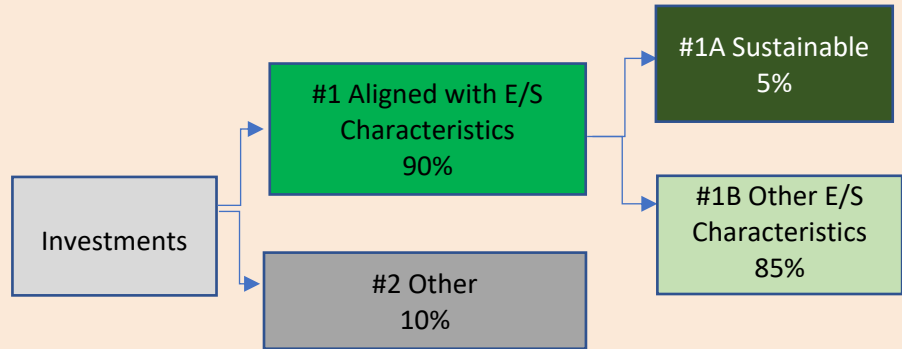 Investments
#1 Aligned with E/S
Characteristics
90%
#2 Other
10%
#1A Sustainable
5%
#1B Other E/S
Characteristics
85%